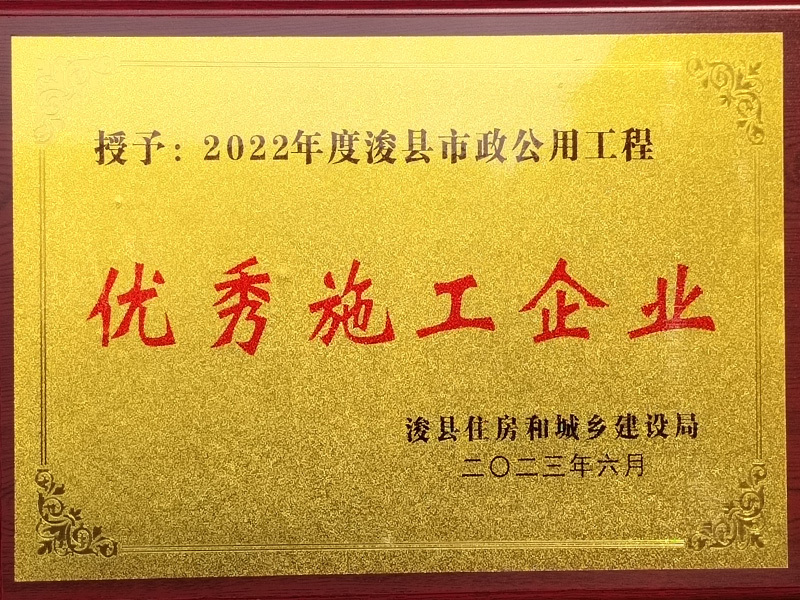 授予：2022年度浚县市政公用工程
优秀施工企业
浚县住房和城乡建设局
二〇二三年六月